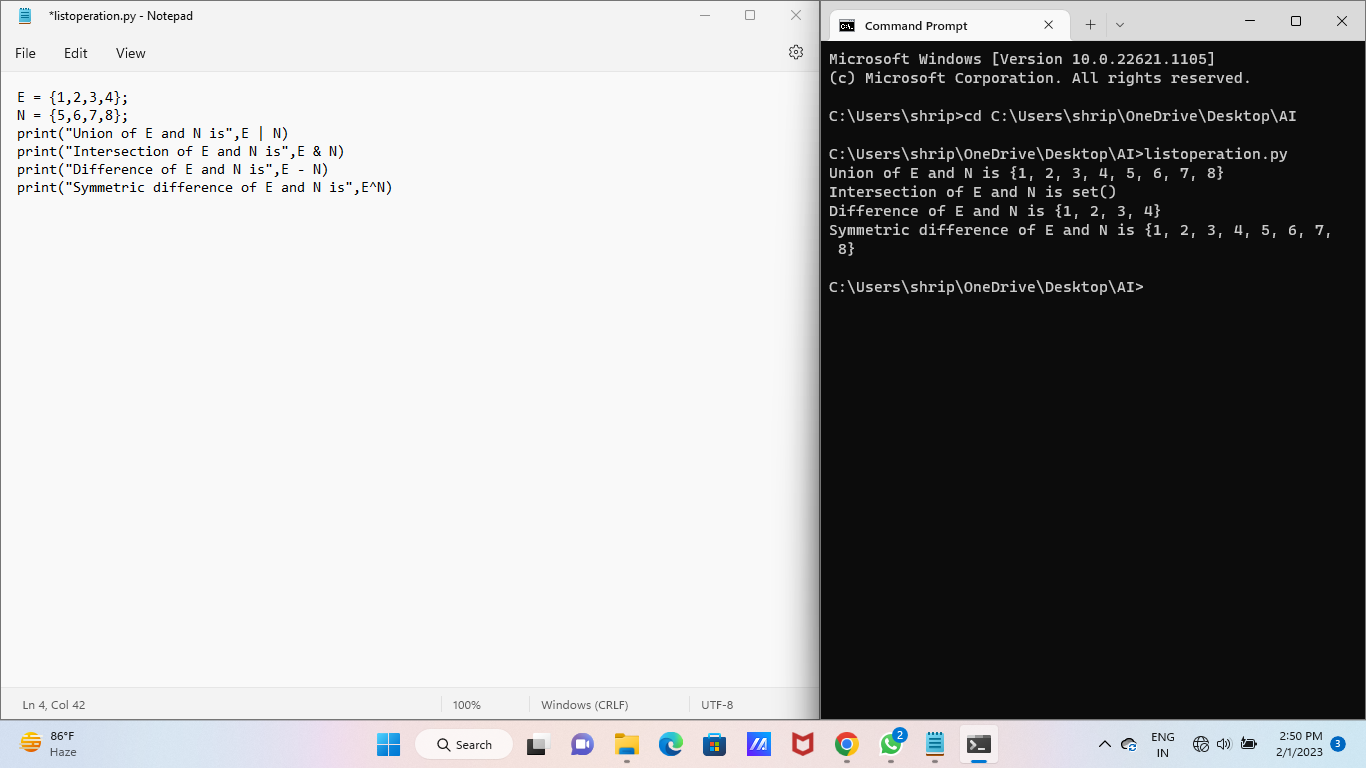 *listoperation.py - Notepad
File Edit View
E = {1,2,3,4};
N = {5,6,7,8};
print("Union of E and N is",E | N)
print("Intersection of E and N is",E & N)
print("Difference of E and N is",E - N)
print("Symmetric difference of E and N is",E^N)
Ln 4, Col 42 100% Windows (CRLF) UTF-8
Command Prompt
Microsoft Windows [Version 10.0.22621.1105]
(c) Microsoft Corporation. All rights reserved.
C:\Users\shrip>cd C:\Users\shrip\OneDrive\Desktop\AI
C:\Users\shrip\OneDrive\Desktop\AI>listoperation.py
Union of E and N is {1, 2, 3, 4, 5, 6, 7, 8}
Intersection of E and N is set()
Difference of E and N is {1, 2, 3, 4}
Symmetric difference of E and N is {1, 2, 3, 4, 5, 6, 7,
8}
C:\Users\shrip\OneDrive\Desktop\AI>
86°F
Haze
Search
2
ENG
IN
2:50 PM
2/1/2023
3